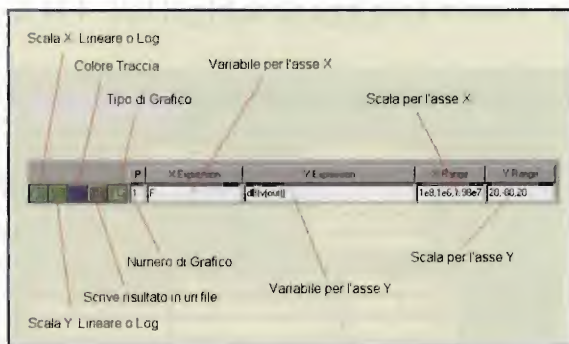 Scala X Lineare o Log
Colore Traccia
Variabile per l'asse X
Tipo di Grafico
Scala per l'asse X
P X Expression Y Expression X Range Y Range
1 F dB(v(out)) 1e8,1e6,1.98e7 20,-80,20
Numero di Grafico
Scala per l'asse Y
Scrive risultato in un file
Variabile per l'asse Y
Scala Y Lineare o Log